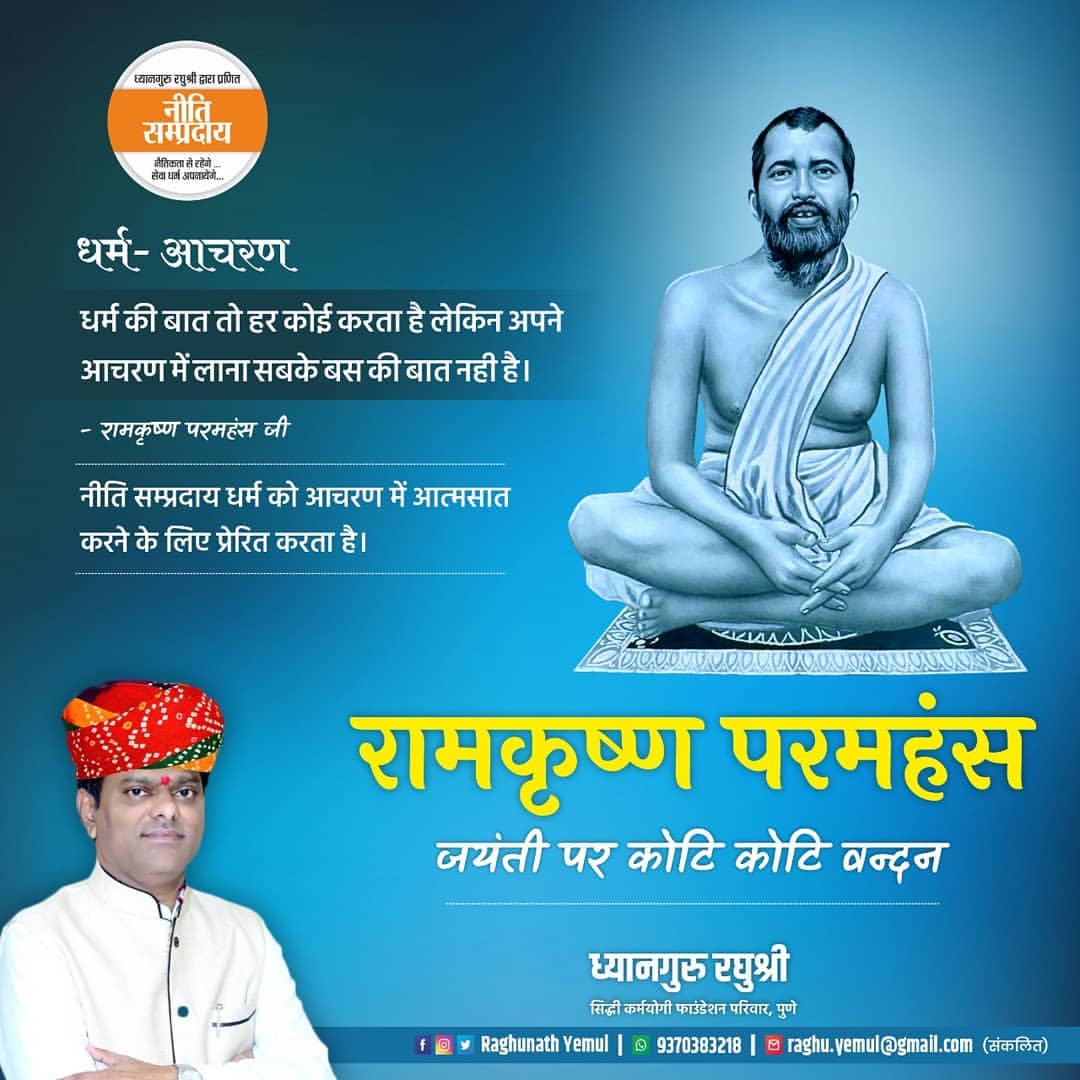 ध्यानगुरु रघुश्री द्वारा प्रणित
नीति
सम्प्रदाय
नैतिकता से रहेंगे ...
सेवा धर्म अपनायेंगे...
धर्म- आचरण
धर्म की बात तो हर कोई करता है लेकिन अपने
आचरण में लाना सबके बस की बात नही है।
- रामकृष्ण परमहंस जी
नीति सम्प्रदाय धर्म को आचरण में आत्मसात
करने के लिए प्रेरित करता है।
रामकृष्ण परमहंस
जयंती पर कोटि कोटि वन्दन
ध्यानगुरु रघुश्री
सिद्धी कर्मयोगी फाउंडेशन परिवार, पुणे
Raghunath Yemul | 9370383218 | raghu.yemul@gmail.com (संकलित)